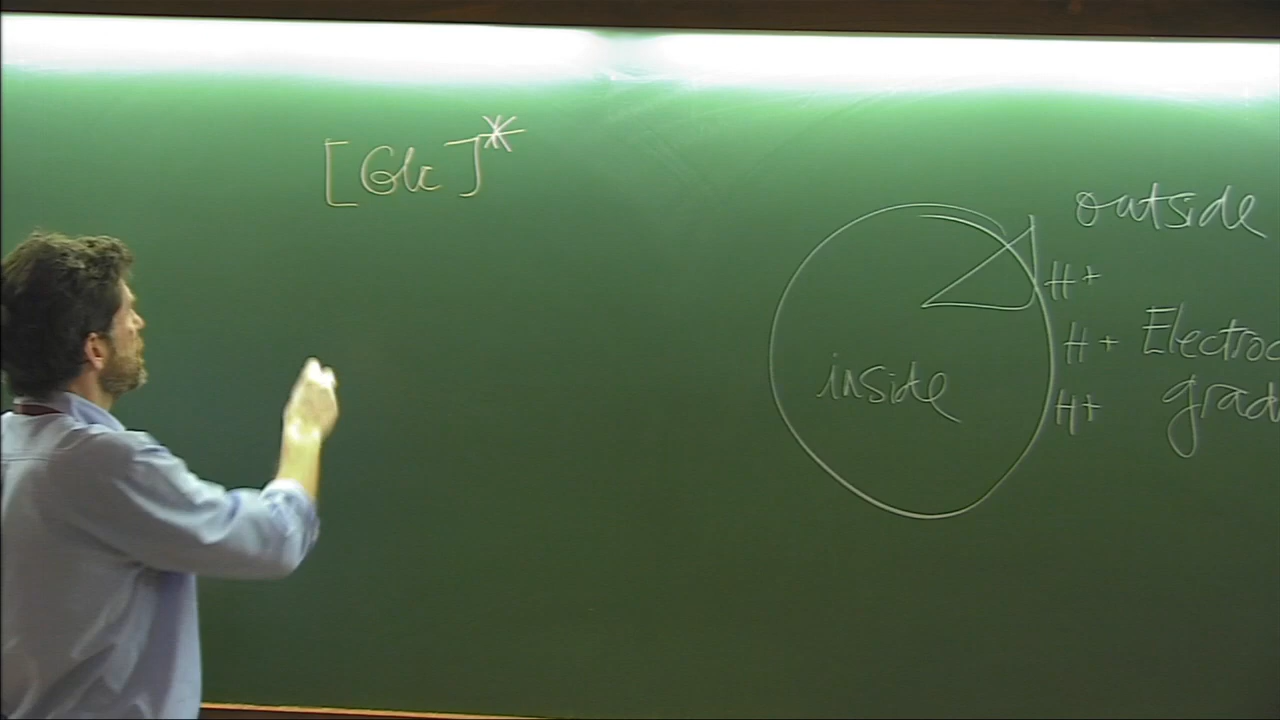 [Glc]*
outside
H+
H+ Electroc
H+ grad
inside